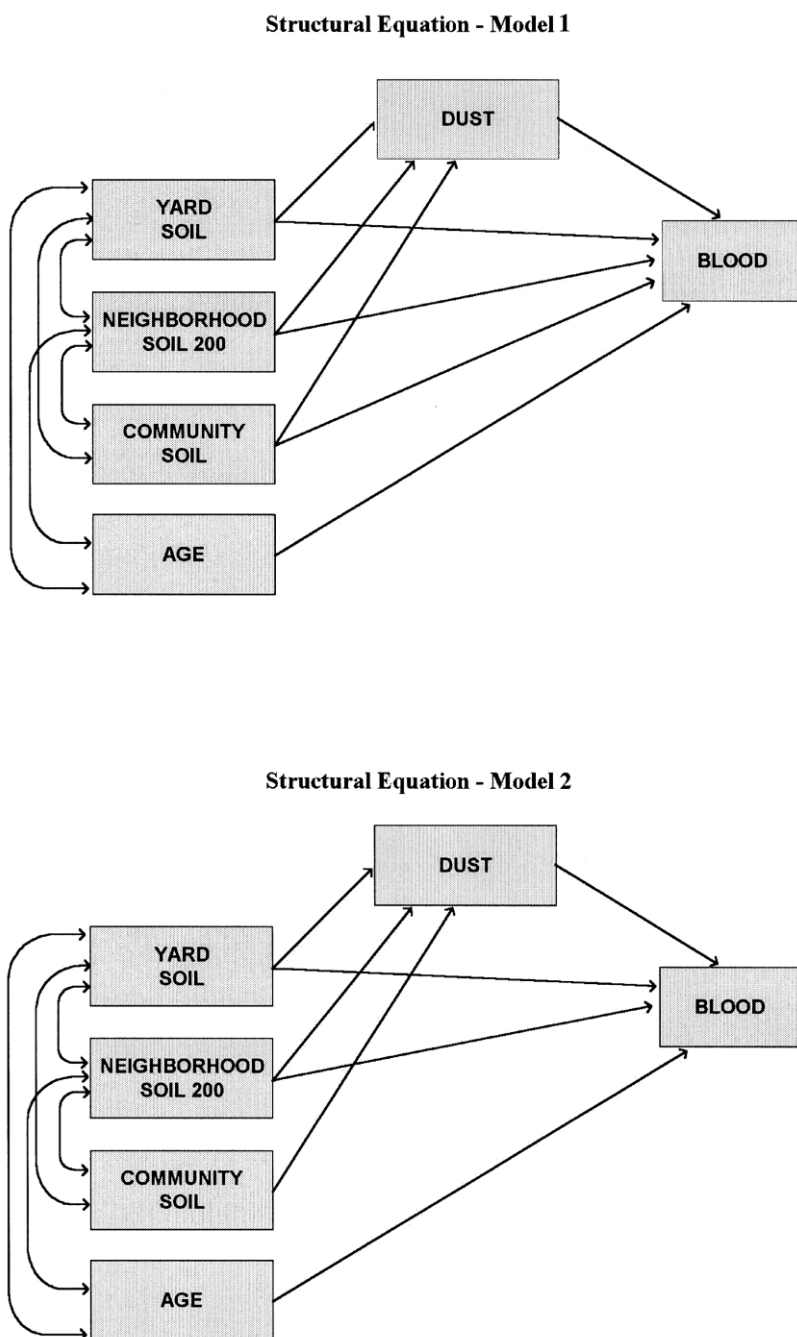 Structural Equation - Model 1
DUST
YARD
SOIL
BLOOD
NEIGHBORHOOD
SOIL 200
COMMUNITY
SOIL
AGE
Structural Equation - Model 2
DUST
YARD
SOIL
BLOOD
NEIGHBORHOOD
SOIL 200
COMMUNITY
SOIL
AGE